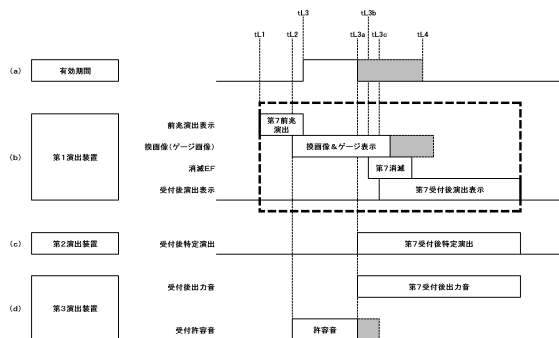 tL3 tL3b
tL1 tL2 tL3a tL3c tL4
(a) 有効期間
(b) 第1演出装置
前兆演出表示 第7前兆演出
換画像(ゲージ画像) 換画像&ゲージ表示
消滅EF 第7消滅
受付後演出表示 第7受付後演出表示
(c) 第2演出装置 受付後特定演出 第7受付後特定演出
(d) 第3演出装置
受付後出力音 第7受付後出力音
受付許容音 許容音